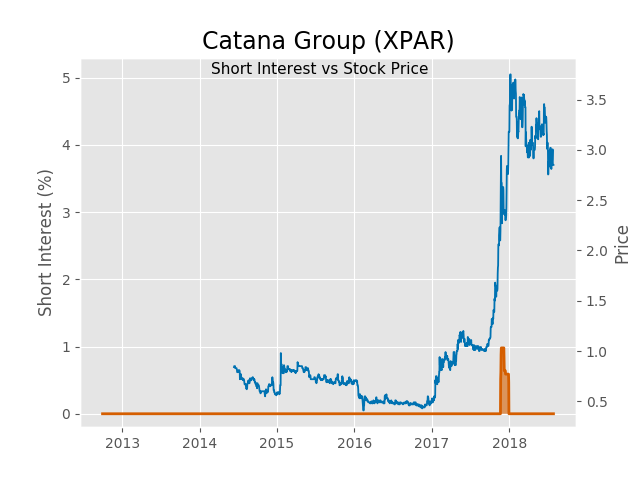 Catana Group (XPAR)
Short Interest vs Stock Price
Short Interest (%)
5
4
3
2
1
0
3.5
3.0
2.5
2.0
1.5
1.0
0.5
Price
2013 2014 2015 2016 2017 2018